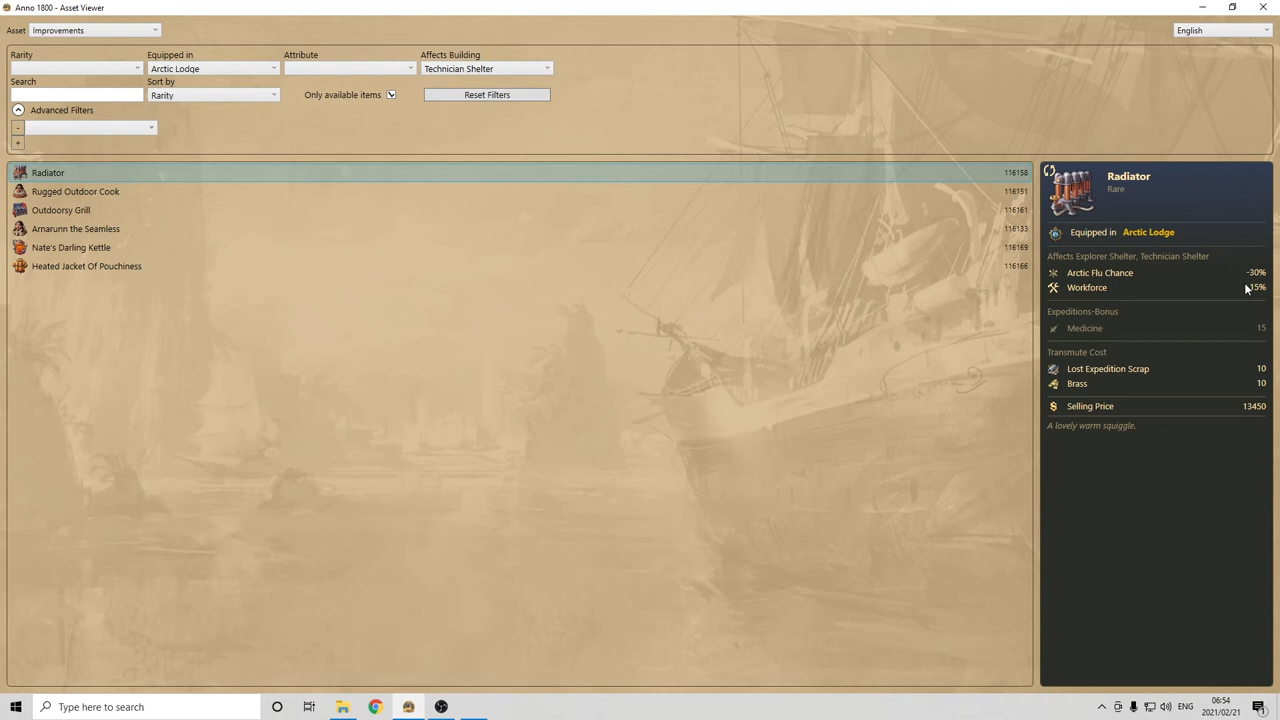 Anno 1800 - Asset Viewer
Asset Improvements English
Rarity Equipped in Attribute Affects Building
Arctic Lodge Technician Shelter
Search Sort by
Rarity Only available items Reset Filters
Advanced Filters
-
+
Radiator 116158
Rugged Outdoor Cook 116151
Outdoorsy Grill 116161
Arnarunn the Seamless 116133
Nate's Darling Kettle 116169
Heated Jacket Of Pouchiness 116166
Radiator
Rare
Equipped in Arctic Lodge
Affects Explorer Shelter, Technician Shelter
Arctic Flu Chance -30%
Workforce 15%
Expeditions-Bonus
Medicine 15
Transmute Cost
Lost Expedition Scrap 10
Brass 10
$ Selling Price 13450
A lovely warm squiggle.
Type here to search
ENG
06:54
2021/02/21
1